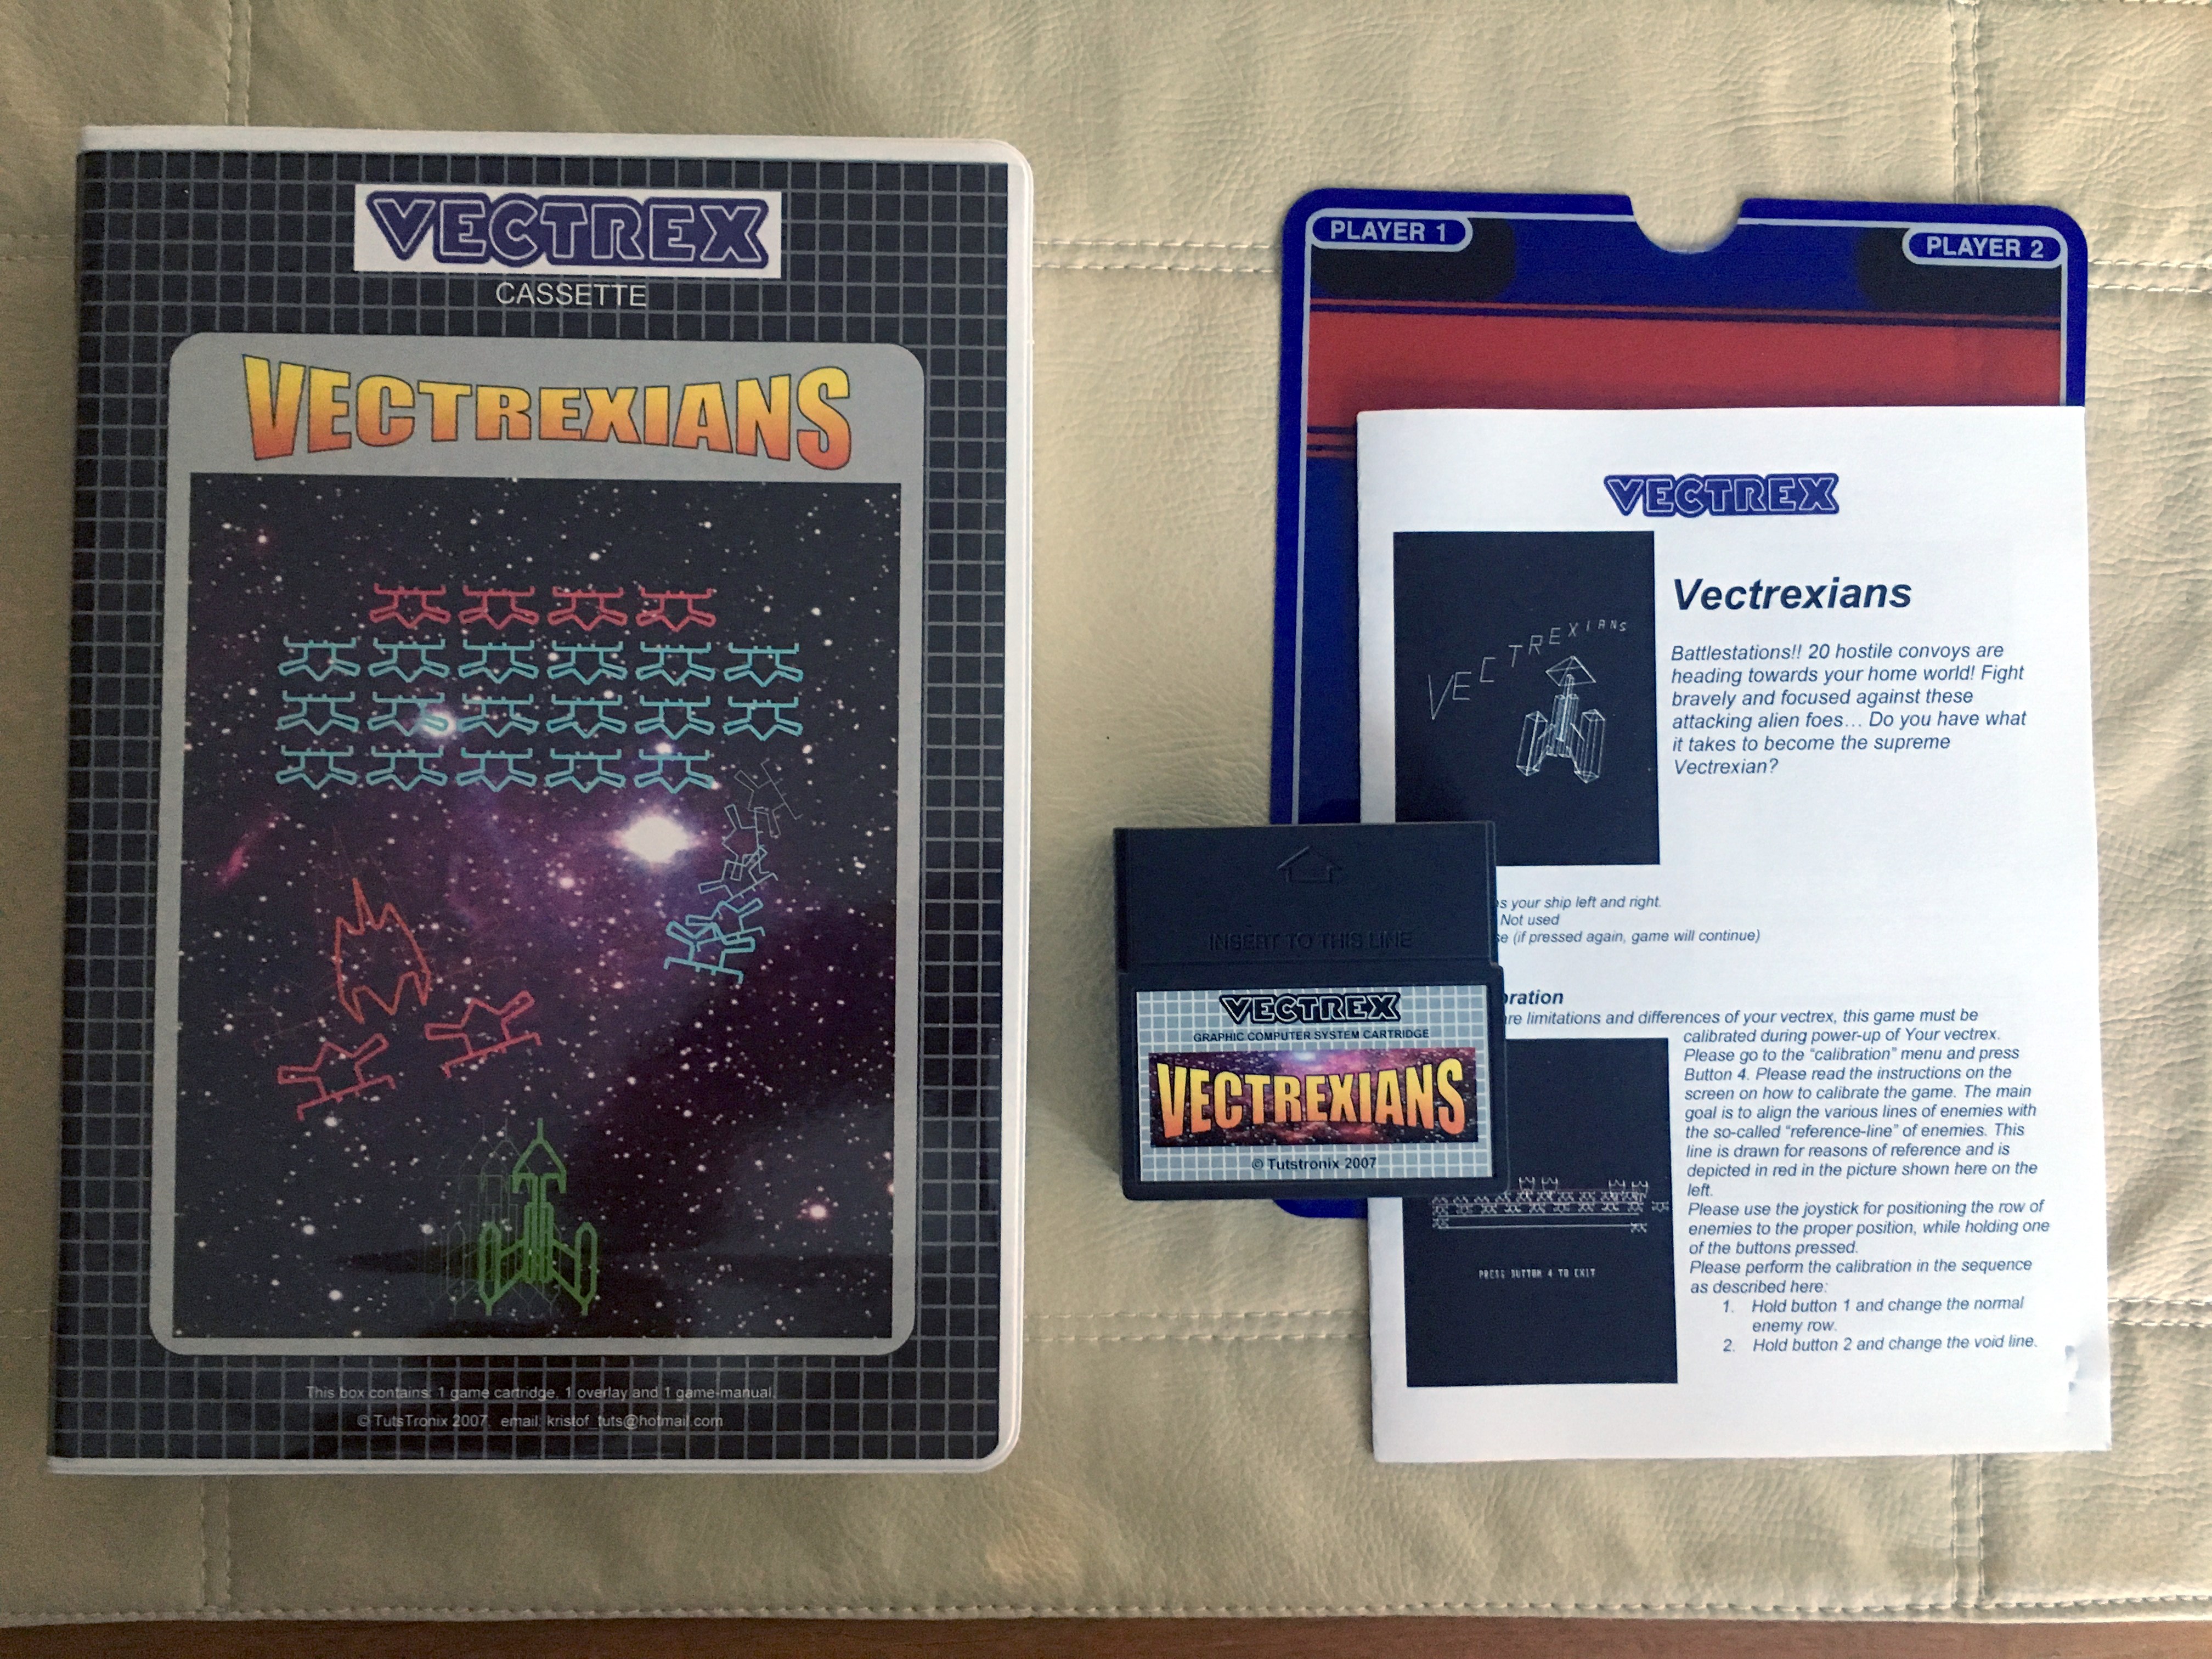 VECTREX
CASSETTE
VECTREXIANS
This box contains: 1 game cartridge, 1 overlay and 1 game-manual.
© TutsTronix 2007. email: kristof_tuts@hotmail.com
PLAYER 1
PLAYER 2
VECTREX
VECTREXIANS
Vectrexians
Battlestations!! 20 hostile convoys are
heading towards your home world! Fight
bravely and focused against these
attacking alien foes… Do you have what
it takes to become the supreme
Vectrexian?
your ship left and right.
Not used
(if pressed again, game will continue)
limitations and differences of your vectrex, this game must be
calibrated during power-up of Your vectrex.
Please go to the “calibration” menu and press
Button 4. Please read the instructions on the
screen on how to calibrate the game. The main
goal is to align the various lines of enemies with
the so-called “reference-line” of enemies. This
line is drawn for reasons of reference and is
depicted in red in the picture shown here on the
left.
Please use the joystick for positioning the row of
enemies to the proper position, while holding one
of the buttons pressed.
Please perform the calibration in the sequence
as described here:
1. Hold button 1 and change the normal
enemy row.
2. Hold button 2 and change the void line.
PRESS BUTTON 4 TO EXIT
INSERT TO THIS LINE
VECTREX
GRAPHIC COMPUTER SYSTEM CARTRIDGE
VECTREXIANS
© Tutstronix 2007